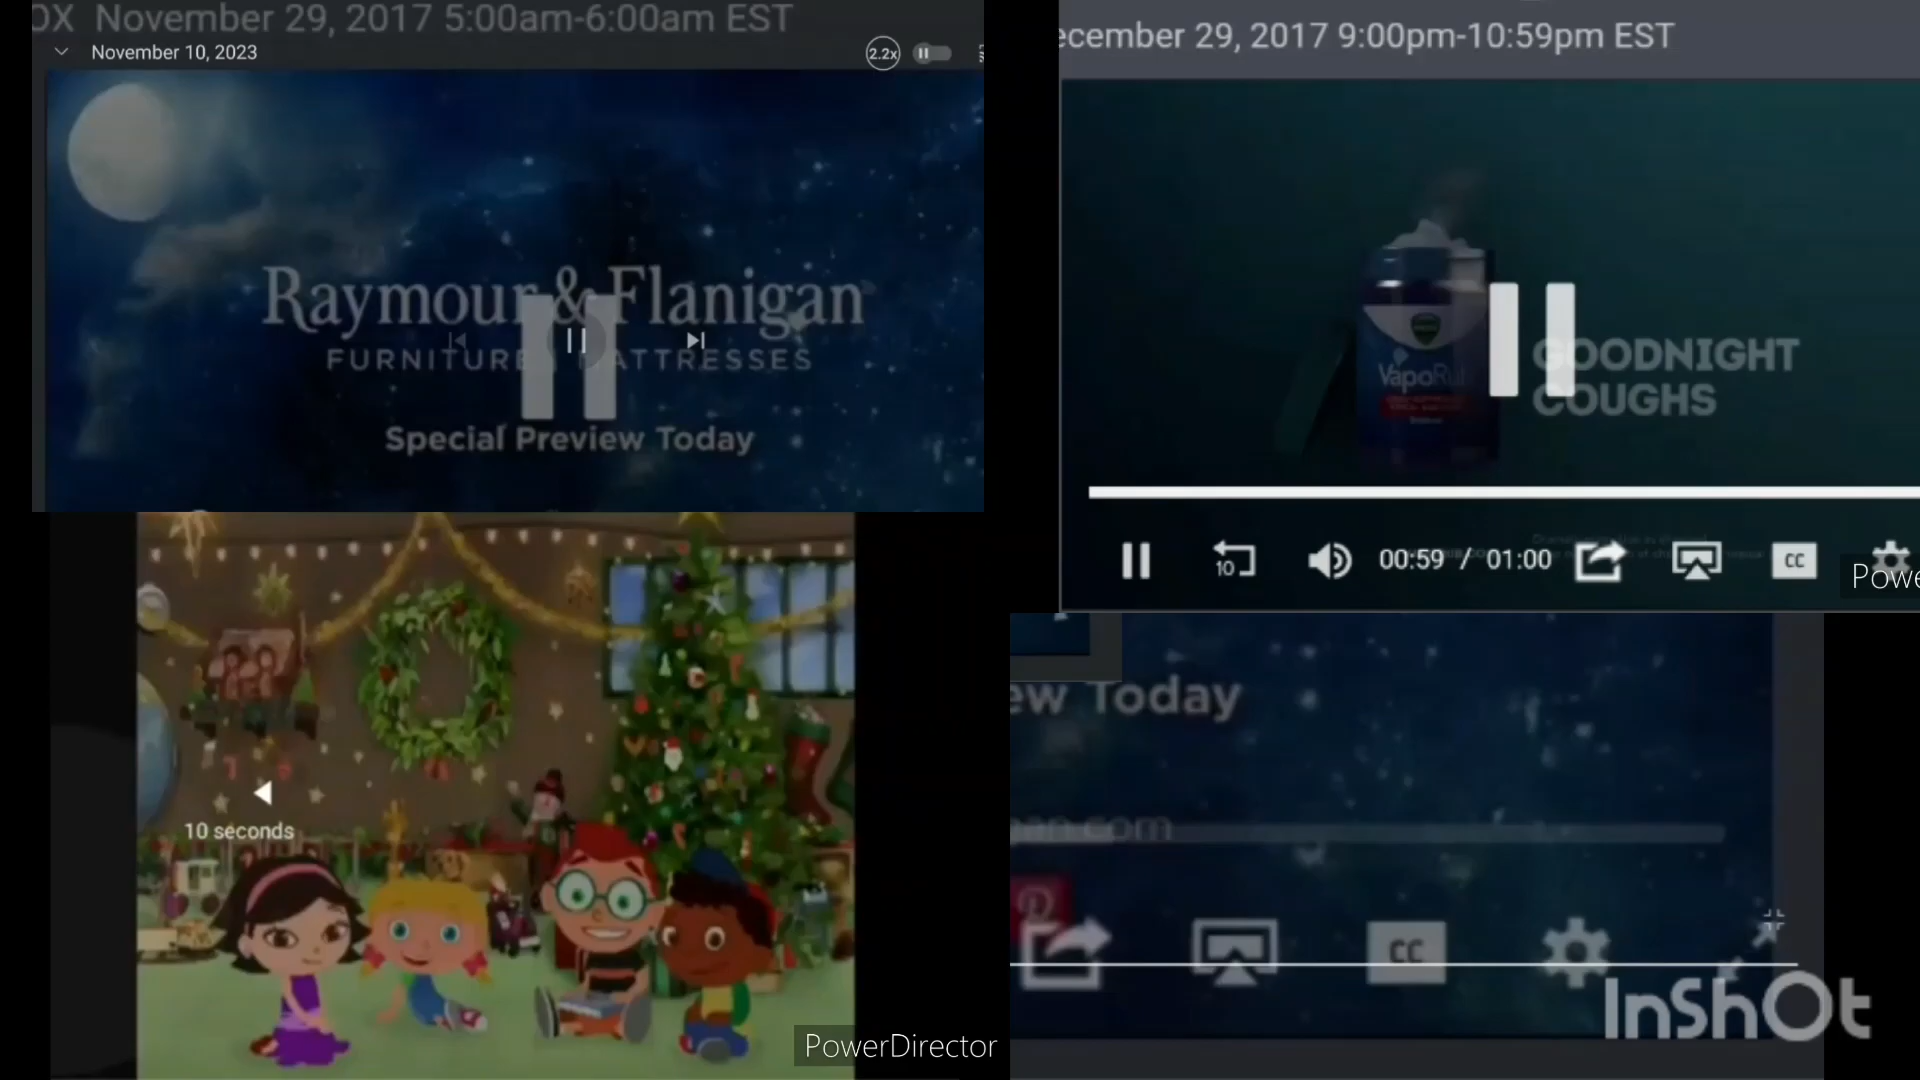 OX November 29, 2017 5:00am-6:00am EST
November 10, 2023
2.2x
Raymour & Flanigan
FURNITURE MATTRESSES
Special Preview Today
ecember 29, 2017 9:00pm-10:59pm EST
VapoRub
GOODNIGHT
COUGHS
10
00:59 / 01:00
CC
Powe
ew Today
an.com
10 seconds
CC
InShOt
PowerDirector